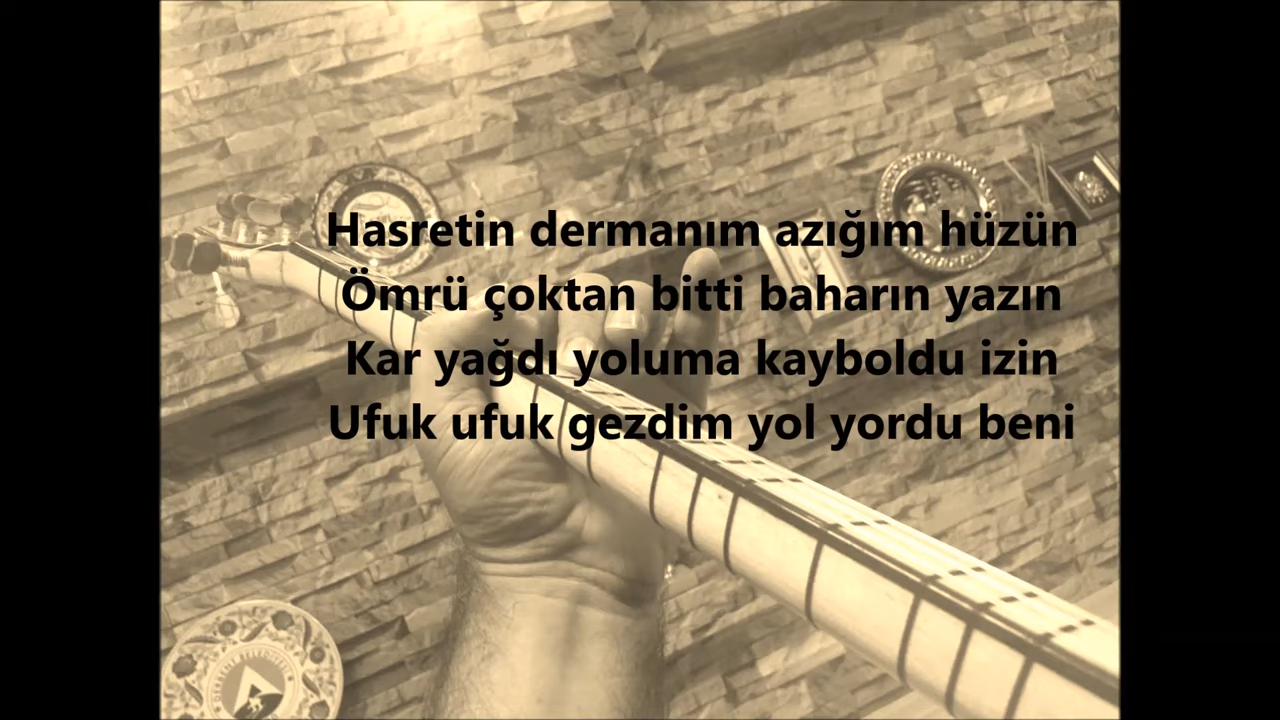 Hasretin dermanım azığım hüzün
Ömrü çoktan bitti baharın yazın
Kar yağdı yoluma kayboldu izin
Ufuk ufuk gezdim yol yordu beni